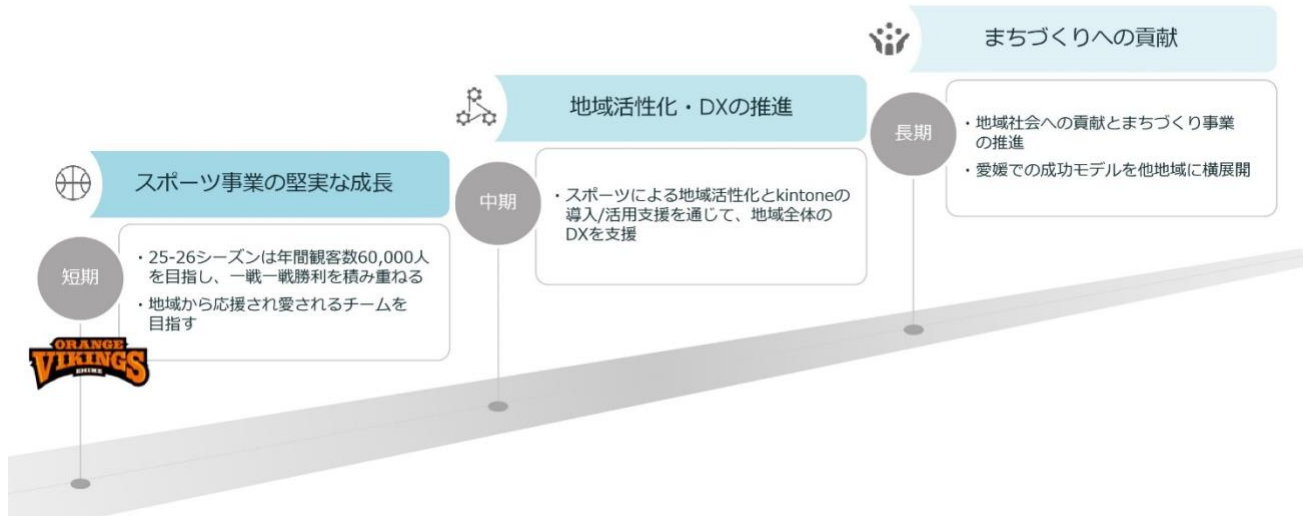 スポーツ事業の堅実な成長
短期
・25-26シーズンは年間観客数60,000人
を目指し、一戦一戦勝利を積み重ねる
・地域から応援され愛されるチームを
目指す
ORANGE
VIKINGS
EHIME
地域活性化・DXの推進
中期
・スポーツによる地域活性化とkintoneの
導入/活用支援を通じて、地域全体の
DXを支援
まちづくりへの貢献
長期
・地域社会への貢献とまちづくり事業
の推進
・愛媛での成功モデルを他地域に横展開